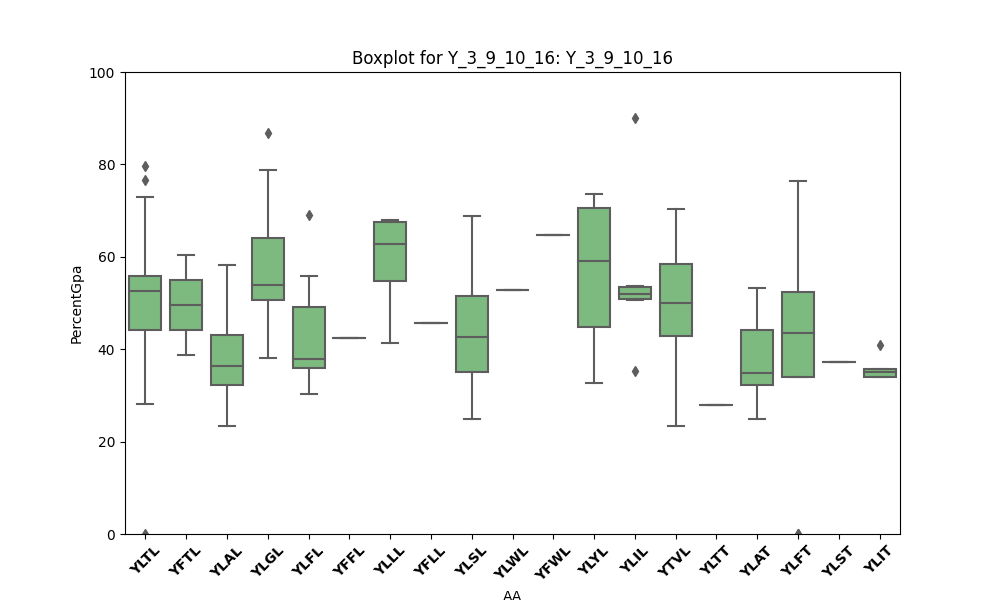 Boxplot for Y_3_9_10_16: Y_3_9_10_16
100
80
60
40
20
0
PercentGpa
YLTL YFTL YLAL YLGL YLFL YFFL YLLL YFLL YLSL YLWL YFWL YLYL YLIL YTVL YLTT YLAT YLFT YLST YLIT
AA